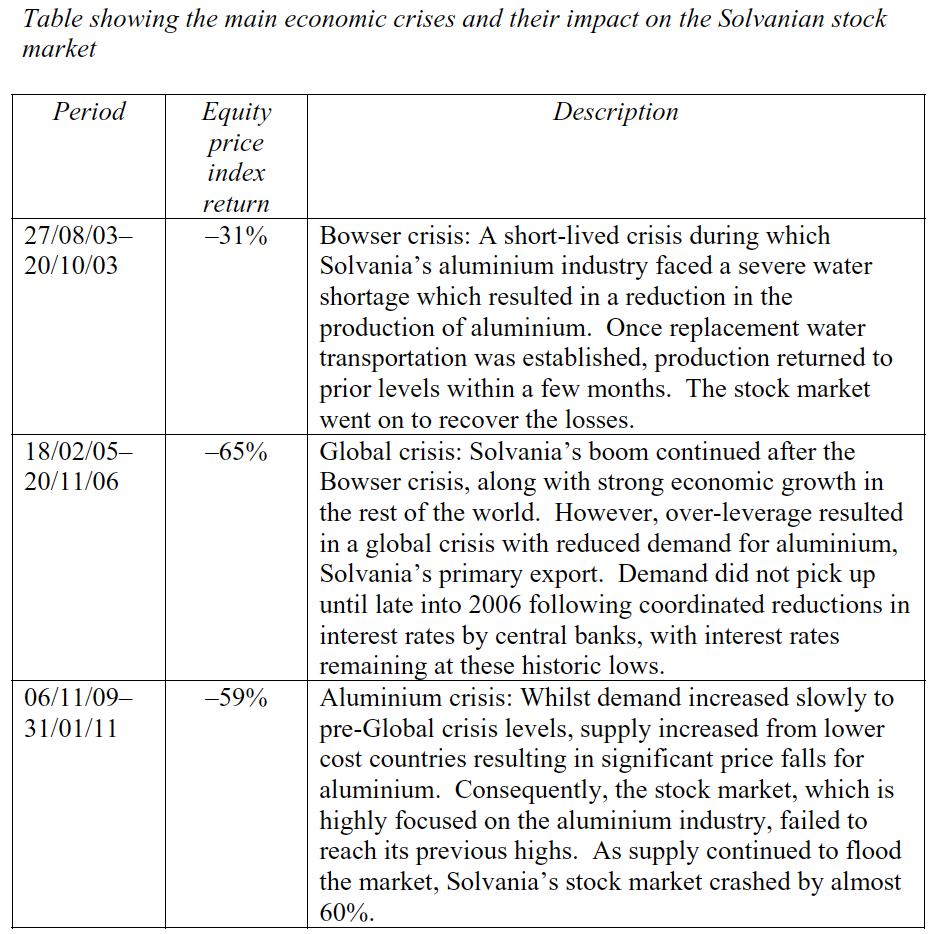 Table showing the main economic crises and their impact on the Solvanian stock
market
Period
Equity
price
index
return
Description
27/08/03–
20/10/03
–31%
Bowser crisis: A short-lived crisis during which
Solvania’s aluminium industry faced a severe water
shortage which resulted in a reduction in the
production of aluminium.  Once replacement water
transportation was established, production returned to
prior levels within a few months.  The stock market
went on to recover the losses.
18/02/05–
20/11/06
–65%
Global crisis: Solvania’s boom continued after the
Bowser crisis, along with strong economic growth in
the rest of the world.  However, over-leverage resulted
in a global crisis with reduced demand for aluminium,
Solvania’s primary export.  Demand did not pick up
until late into 2006 following coordinated reductions in
interest rates by central banks, with interest rates
remaining at these historic lows.
06/11/09–
31/01/11
–59%
Aluminium crisis: Whilst demand increased slowly to
pre-Global crisis levels, supply increased from lower
cost countries resulting in significant price falls for
aluminium.  Consequently, the stock market, which is
highly focused on the aluminium industry, failed to
reach its previous highs.  As supply continued to flood
the market, Solvania’s stock market crashed by almost
60%.